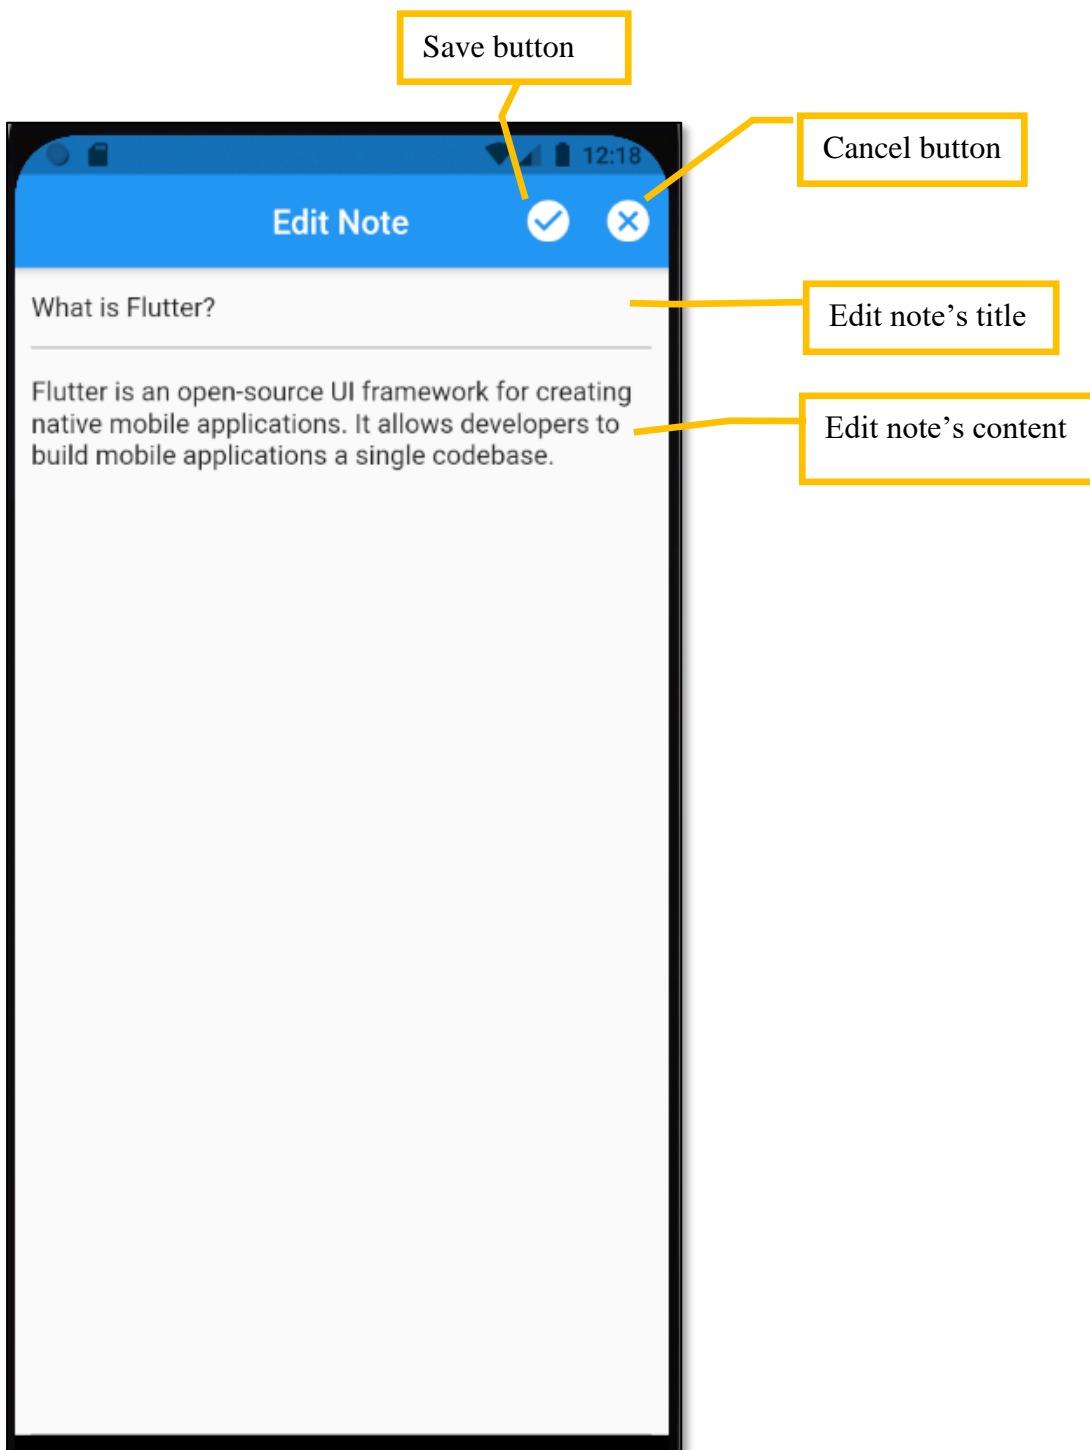 Save button
Cancel button
12:18
Edit Note
What is Flutter?
Edit note’s title
Flutter is an open-source UI framework for creating
native mobile applications. It allows developers to
build mobile applications a single codebase.
Edit note’s content